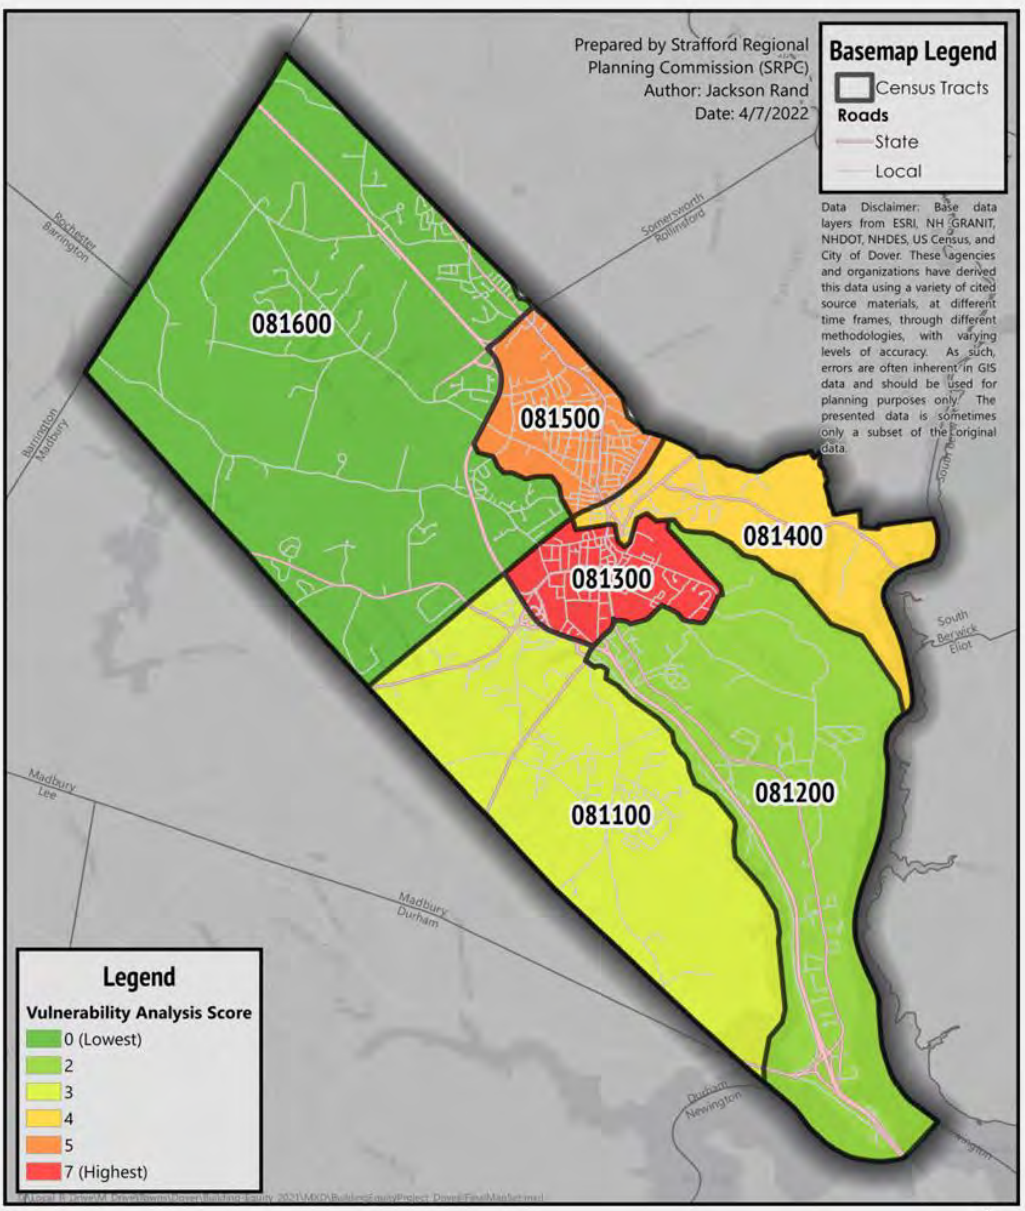 Prepared by Strafford Regional
Planning Commission (SRPC)
Author: Jackson Rand
Date: 4/7/2022
Basemap Legend
Census Tracts
Roads
State
Local
Data Disclaimer: Base data
layers from ESRI, NH GRANIT,
NHDOT, NHDES, US Census, and
City of Dover. These agencies
and organizations have derived
this data using a variety of cited
source materials, at different
time frames, through different
methodologies, with varying
levels of accuracy. As such,
errors are often inherent in GIS
data and should be used for
planning purposes only. The
presented data is sometimes
only a subset of the original
data.
Somersworth
Rollinsford
Rochester
Barrington
081600
Barrington
Madbury
081500
081400
081300
South
Berwick
Eliot
081200
081100
Madbury
Lee
Madbury
Durham
Durham
Newington
Legend
Vulnerability Analysis Score
0 (Lowest)
2
3
4
5
7 (Highest)